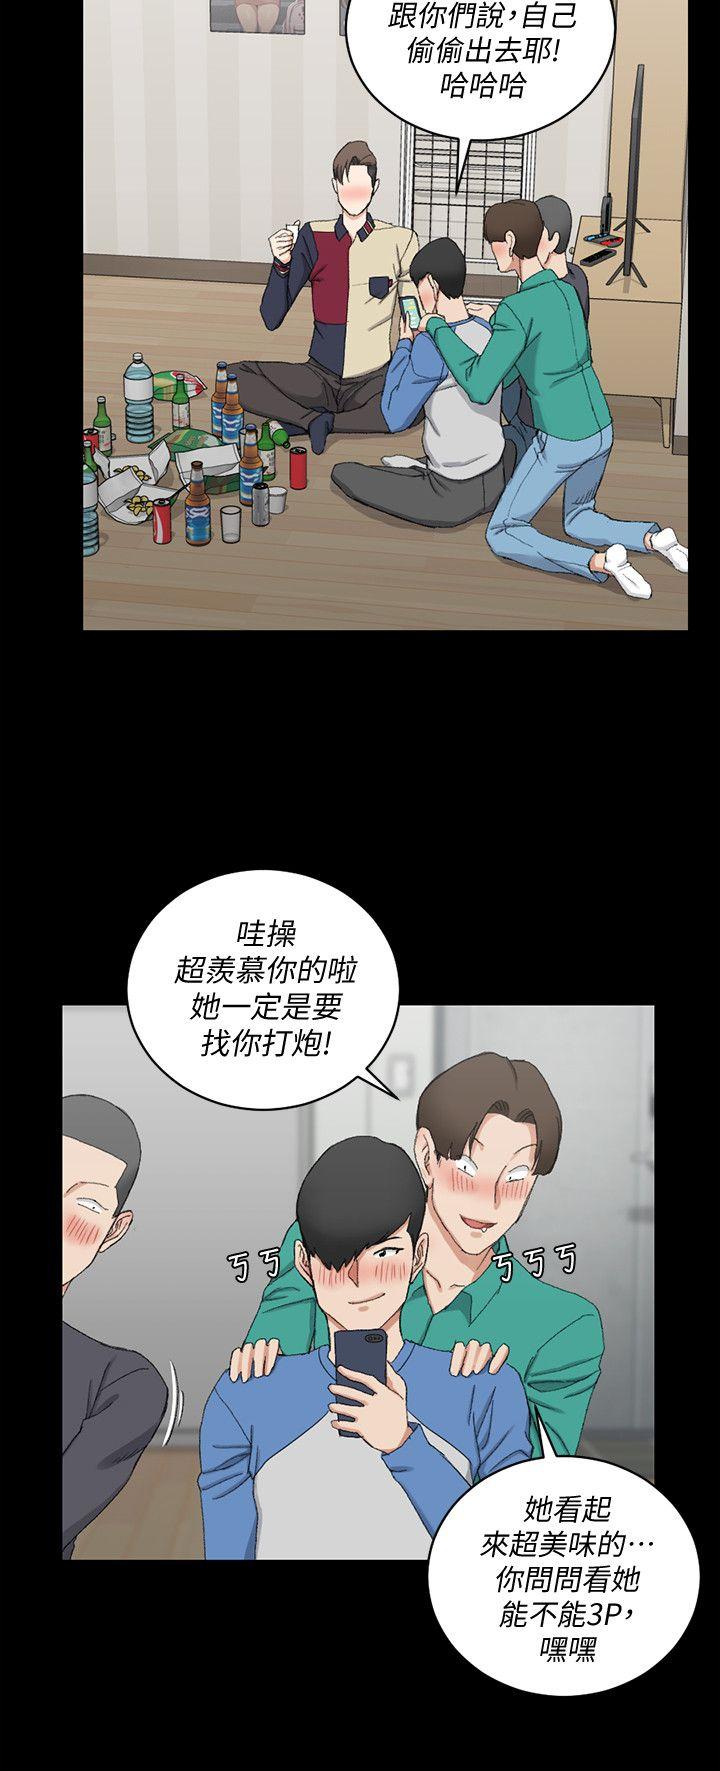 跟你們說，自己
偷偷出去耶!
哈哈哈
哇操
超羨慕你的啦
她一定是要
找你打炮!
ㄎㄎ
ㄎㄎㄎ
她看起
來超美味的⋯
你問問看她
能不能3P，
嘿嘿